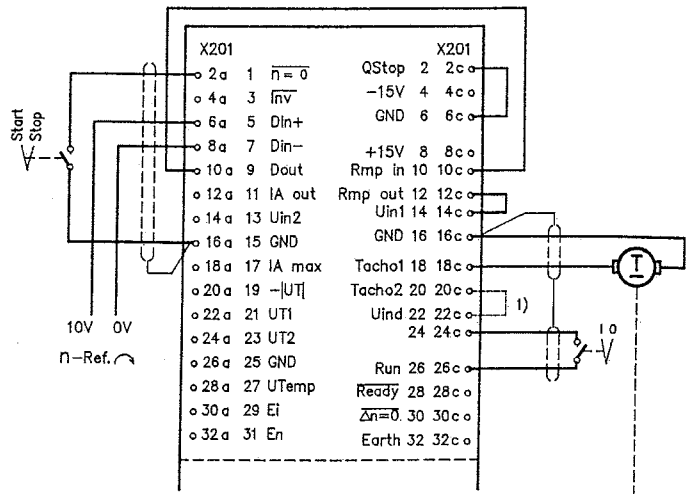 X201 X201
2a 1 n=0 QStop 2 2c
4a 3 Inv -15V 4 4c
6a 5 Din+ GND 6 6c
8a 7 Din- +15V 8 8c
10a 9 Dout Rmp in 10 10c
12a 11 IA out Rmp out 12 12c
14a 13 Uin2 Uin1 14 14c
16a 15 GND GND 16 16c
18a 17 IA max Tacho1 18 18c
20a 19 -|UT| Tacho2 20 20c
22a 21 UT1 Uind 22 22c
24a 23 UT2 24 24c
26a 25 GND Run 26 26c
28a 27 UTemp Ready 28 28c
30a 29 Ei Δn=0. 30 30c
32a 31 En Earth 32 32c
Start
Stop
10V 0V
n-Ref.
1)
I 0
T